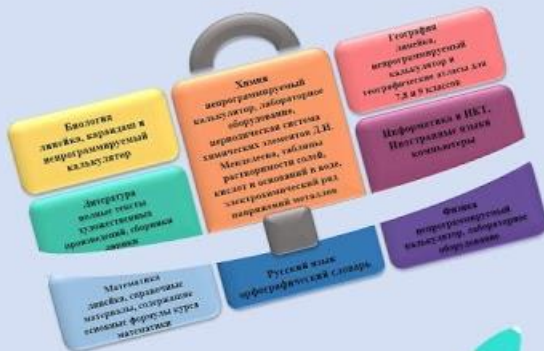 Биология
линейка, карандаш и
непрограммируемый
калькулятор
Химия
непрограммируемый
калькулятор, лабораторное
оборудование,
периодическая система
химических элементов Д.И.
Менделеева, таблицы
растворимости солей,
кислот и оснований в воде,
электрохимический ряд
напряжений металлов
География
линейка,
непрограммируемый
калькулятор и
географические атласы для
7,8 и 9 классов
Литература
полные тексты
художественных
произведений, сборники
лирики
Информатика и ИКТ,
Иностранные языки
компьютеры
Математика
линейка, справочные
материалы, содержащие
основные формулы курса
математики
Русский язык
орфографический словарь
Физика
непрограммируемый
калькулятор, лабораторное
оборудование